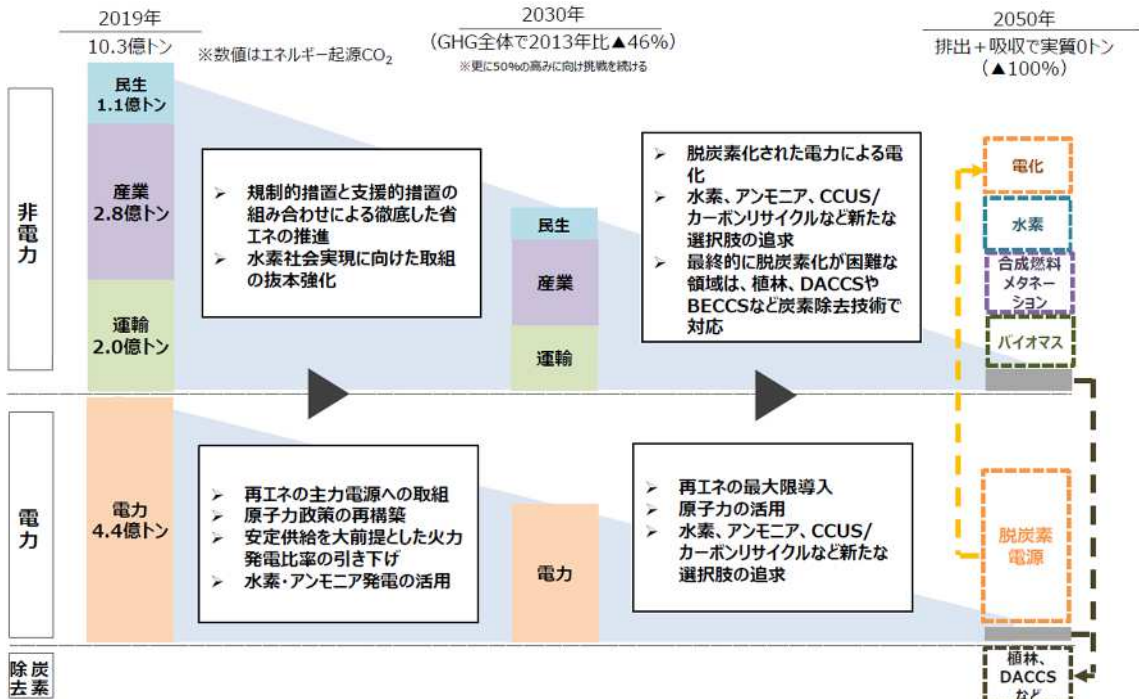 2019年
10.3億トン
※数値はエネルギー起源CO₂
2030年
(GHG全体で2013年比▲46%)
※更に50%の高みに向け挑戦を続ける
2050年
排出+吸収で実質0トン
(▲100%)
非電力
民生
1.1億トン
産業
2.8億トン
運輸
2.0億トン
➢ 規制的措置と支援的措置の
組み合わせによる徹底した省
エネの推進
➢ 水素社会実現に向けた取組
の抜本強化
民生
産業
運輸
➢ 脱炭素化された電力による電
化
➢ 水素、アンモニア、CCUS/
カーボンリサイクルなど新たな
選択肢の追求
➢ 最終的に脱炭素化が困難な
領域は、植林、DACCSや
BECCSなど炭素除去技術で
対応
電化
水素
合成燃料
メタネー
ション
バイオマス
電力
電力
4.4億トン
➢ 再エネの主力電源への取組
➢ 原子力政策の再構築
➢ 安定供給を大前提とした火力
発電比率の引き下げ
➢ 水素・アンモニア発電の活用
電力
➢ 再エネの最大限導入
➢ 原子力の活用
➢ 水素、アンモニア、CCUS/
カーボンリサイクルなど新たな
選択肢の追求
脱炭素
電源
炭素除去
植林、
DACCS
など